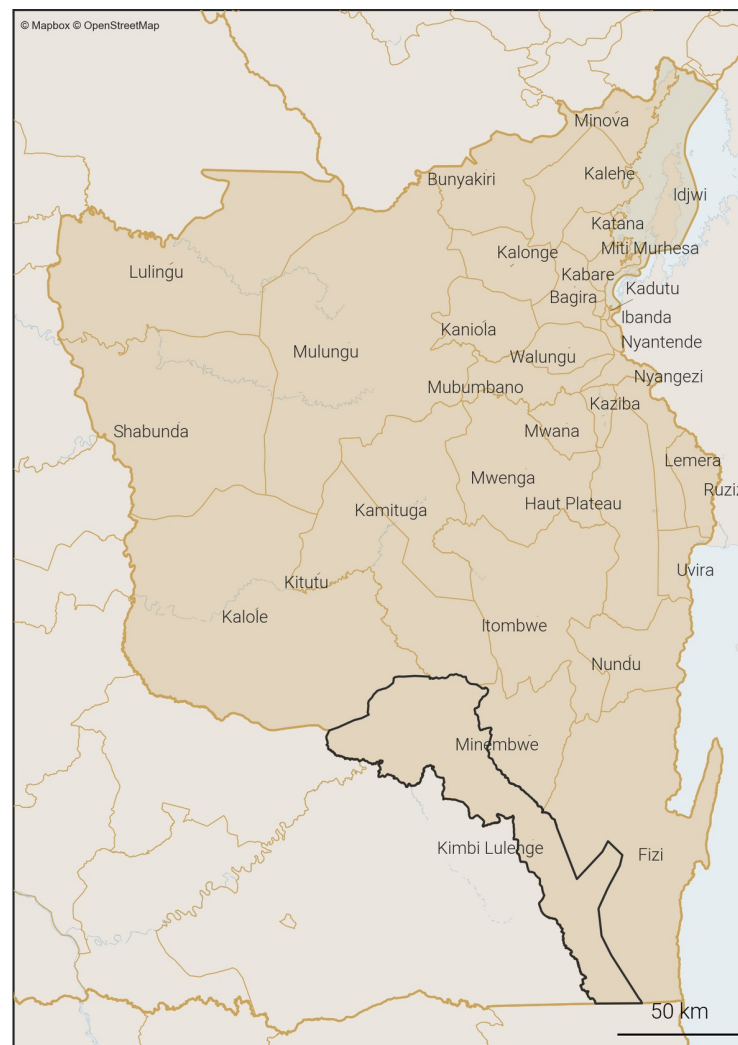 © Mapbox © OpenStreetMap
Minova
Kalehe
Bunyakiri
Idjwi
Katana
Miti Murhesa
Kalonge
Lulingu
Kabare
Kadutu
Bagira
Ibanda
Kaniola
Nyantende
Mulungu
Walungu
Nyangezi
Mubumbano
Kaziba
Shabunda
Mwana
Lemera
Mwenga
Ruziz
Haut Plateau
Kamituga
Uvira
Kitutu
Kalole
Itombwe
Nundu
Minembwe
Kimbi Lulenge
Fizi
50 km